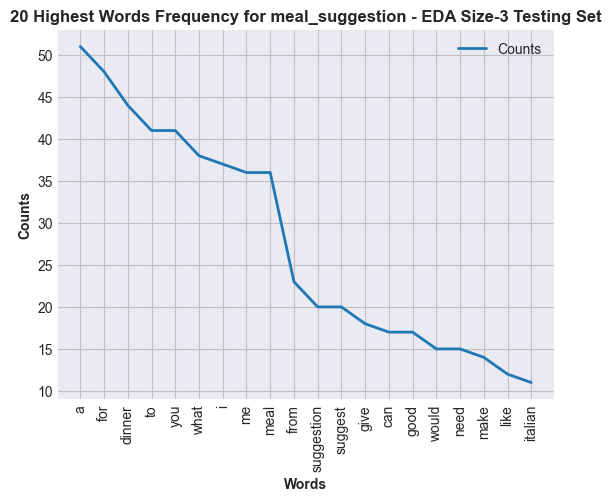 20 Highest Words Frequency for meal_suggestion - EDA Size-3 Testing Set
Counts
50
45
40
35
30
25
20
15
10
Counts
a
for
dinner
to
you
what
i
me
meal
from
suggestion
suggest
give
can
good
would
need
make
like
italian
Words